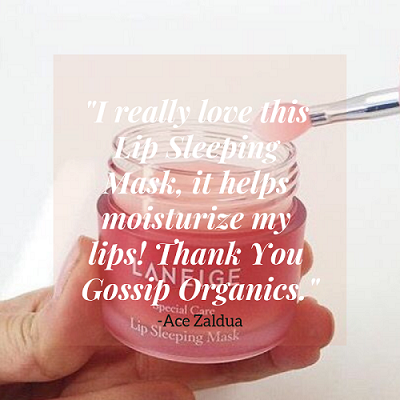 "I really love this
Lip Sleeping
Mask, it helps
moisturize my
lips! Thank You
LANEIGE
Gossip Organics."
Special Care
-Ace Zaldua
Lip Sleeping Mask